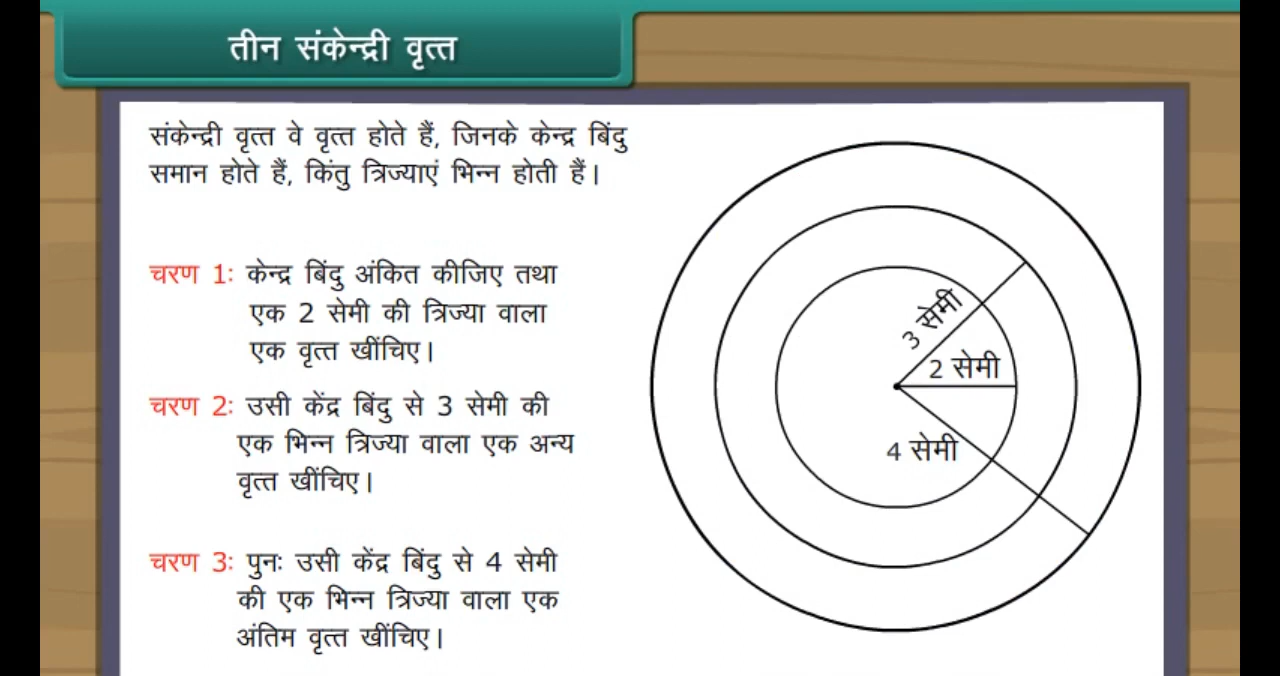 तीन संकेन्द्री वृत्त
संकेन्द्री वृत्त वे वृत्त होते हैं, जिनके केन्द्र बिंदु
समान होते हैं, किंतु त्रिज्याएं भिन्न होती हैं।
चरण 1: केन्द्र बिंदु अंकित कीजिए तथा
एक 2 सेमी की त्रिज्या वाला
एक वृत्त खींचिए।
चरण 2: उसी केंद्र बिंदु से 3 सेमी की
एक भिन्न त्रिज्या वाला एक अन्य
वृत्त खींचिए।
चरण 3: पुनः उसी केंद्र बिंदु से 4 सेमी
की एक भिन्न त्रिज्या वाला एक
अंतिम वृत्त खींचिए।
3 सेमी
2 सेमी
4 सेमी